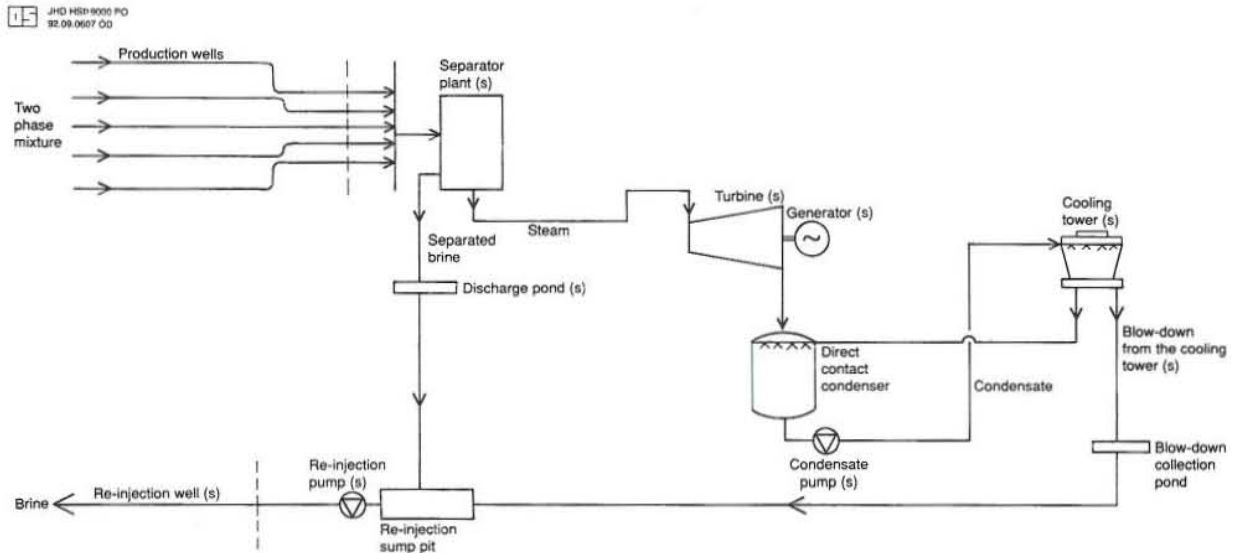 JHD HSÞ 9000 PO
92.09.0607 OD
Production wells
Two
phase
mixture
Separator
plant (s)
Steam
Separated
brine
Discharge pond (s)
Turbine (s)
Generator (s)
Cooling
tower (s)
Direct
contact
condenser
Condensate
Blow-down
from the cooling
tower (s)
Condensate
pump (s)
Blow-down
collection
pond
Re-injection
pump (s)
Brine
Re-injection well (s)
Re-injection
sump pit